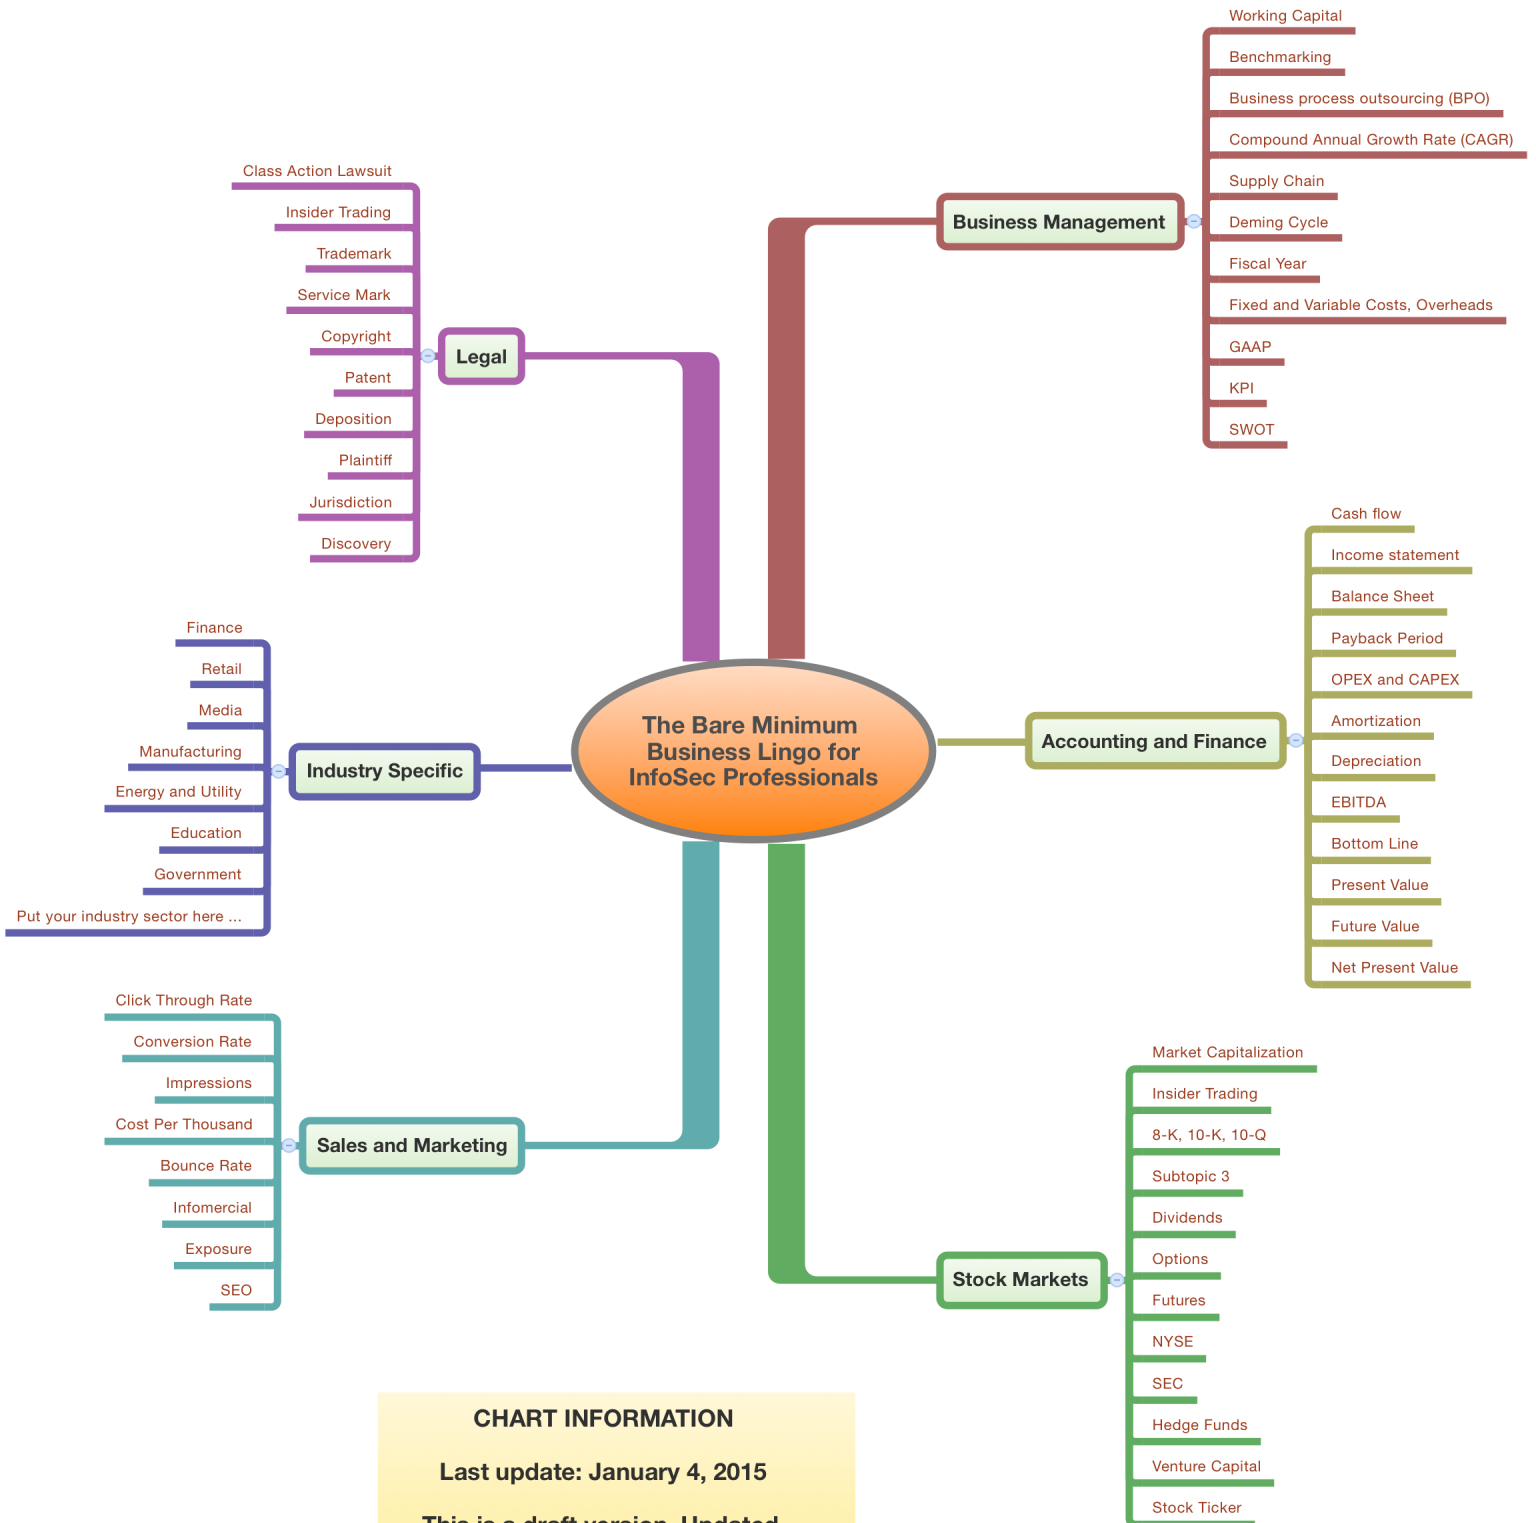 The Bare Minimum
Business Lingo for
InfoSec Professionals
Business Management
Working Capital
Benchmarking
Business process outsourcing (BPO)
Compound Annual Growth Rate (CAGR)
Supply Chain
Deming Cycle
Fiscal Year
Fixed and Variable Costs, Overheads
GAAP
KPI
SWOT
Accounting and Finance
Cash flow
Income statement
Balance Sheet
Payback Period
OPEX and CAPEX
Amortization
Depreciation
EBITDA
Bottom Line
Present Value
Future Value
Net Present Value
Stock Markets
Market Capitalization
Insider Trading
8-K, 10-K, 10-Q
Subtopic 3
Dividends
Options
Futures
NYSE
SEC
Hedge Funds
Venture Capital
Stock Ticker
Legal
Class Action Lawsuit
Insider Trading
Trademark
Service Mark
Copyright
Patent
Deposition
Plaintiff
Jurisdiction
Discovery
Industry Specific
Finance
Retail
Media
Manufacturing
Energy and Utility
Education
Government
Put your industry sector here ...
Sales and Marketing
Click Through Rate
Conversion Rate
Impressions
Cost Per Thousand
Bounce Rate
Infomercial
Exposure
SEO
CHART INFORMATION
Last update: January 4, 2015
This is a draft version. Updated